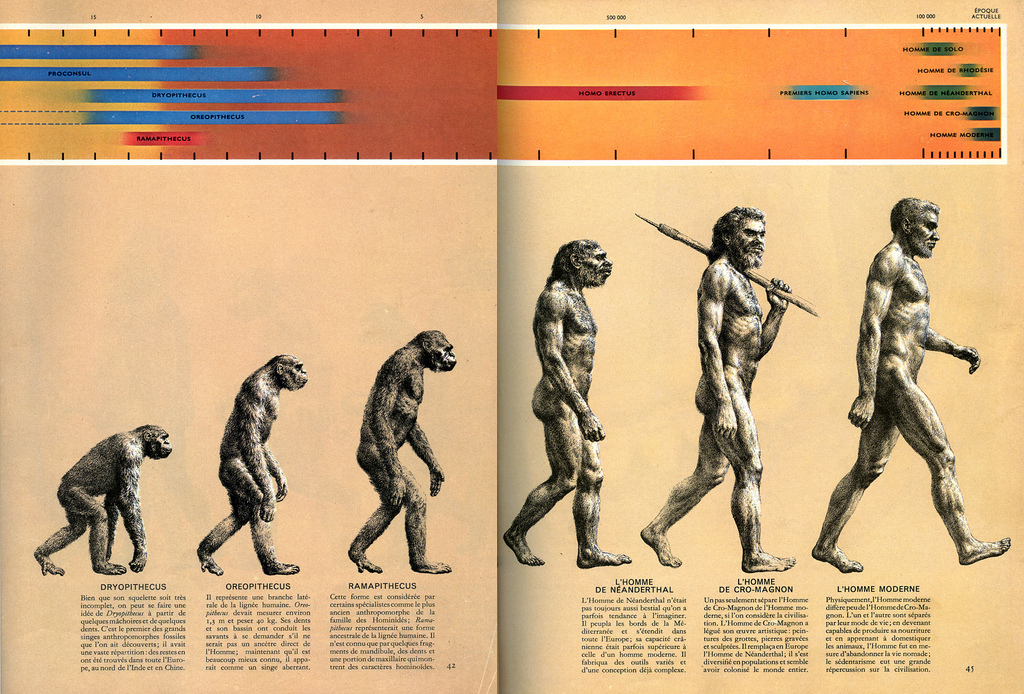 15 10 5 500 000 100 000 ÉPOQUE
ACTUELLE
PROCONSUL
DRYOPITHECUS
OREOPITHECUS
RAMAPITHECUS
HOMO ERECTUS
PREMIERS HOMO SAPIENS
HOMME DE SOLO
HOMME DE RHODÉSIE
HOMME DE NÉANDERTHAL
HOMME DE CRO-MAGNON
HOMME MODERNE
DRYOPITHECUS
Bien que son squelette soit très
incomplet, on peut se faire une
idée de Dryopithecus à partir de
quelques mâchoires et de quelques
dents. C'est le premier des grands
singes anthropomorphes fossiles
que l'on ait découverts; il avait
une vaste répartition: des restes en
ont été trouvés dans toute l'Euro-
pe, au nord de l'Inde et en Chine.
OREOPITHECUS
Il représente une branche laté-
rale de la lignée humaine. Oreo-
pithecus devait mesurer environ
1,3 m et peser 40 kg. Ses dents
et son bassin ont conduit les
savants à se demander s'il ne
serait pas un ancêtre direct de
l'Homme; maintenant qu'il est
beaucoup mieux connu, il appa-
raît comme un singe aberrant.
RAMAPITHECUS
Cette forme est considérée par
certains spécialistes comme le plus
ancien anthropomorphe de la
famille des Hominidés; Rama-
pithecus représenterait une forme
ancestrale de la lignée humaine. Il
n'est connu que par quelques frag-
ments de mandibule, des dents et
une portion de maxillaire qui mon-
trent des caractères hominoïdes.
42
L'HOMME
DE NÉANDERTHAL
L'Homme de Néanderthal n'était
pas toujours aussi bestial qu'on a
parfois tendance à l'imaginer.
Il peupla les bords de la Mé-
diterranée et s'étendit dans
toute l'Europe; sa capacité crâ-
nienne était parfois supérieure à
celle d'un homme moderne. Il
fabriqua des outils variés et
d'une conception déjà complexe.
L'HOMME
DE CRO-MAGNON
Un pas seulement sépare l'Homme
de Cro-Magnon de l'Homme mo-
derne, si l'on considère la civilisa-
tion. L'Homme de Cro-Magnon a
légué son œuvre artistique: pein-
tures des grottes, pierres gravées
et sculptées. Il remplaça en Europe
l'Homme de Néanderthal; il s'est
diversifié en populations et semble
avoir colonisé le monde entier.
L'HOMME MODERNE
Physiquement, l'Homme moderne
diffère peu de l'Homme de Cro-Ma-
gnon. L'un et l'autre sont séparés
par leur mode de vie; en devenant
capables de produire sa nourriture
et en apprenant à domestiquer
les animaux, l'Homme fut en me-
sure d'abandonner la vie nomade;
le sédentarisme eut une grande
répercussion sur la civilisation.
45